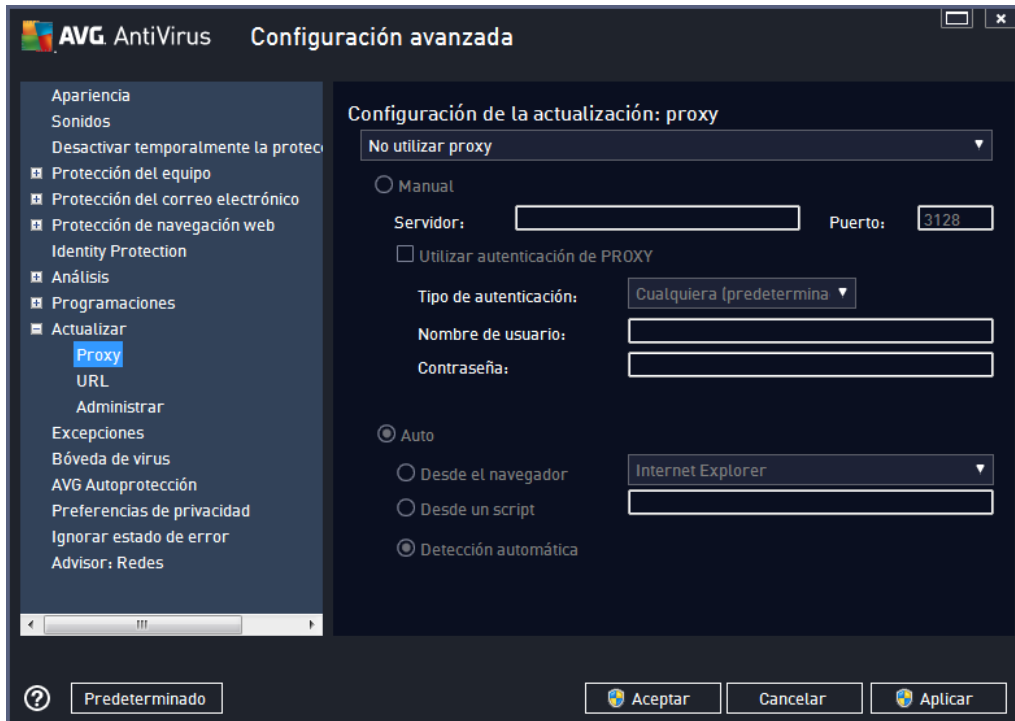 AVG AntiVirus Configuración avanzada
Apariencia
Sonidos
Desactivar temporalmente la protec
Protección del equipo
Protección del correo electrónico
Protección de navegación web
Identity Protection
Análisis
Programaciones
Actualizar
Proxy
URL
Administrar
Excepciones
Bóveda de virus
AVG Autoprotección
Preferencias de privacidad
Ignorar estado de error
Advisor: Redes
Configuración de la actualización: proxy
No utilizar proxy
Manual
Servidor: Puerto: 3128
Utilizar autenticación de PROXY
Tipo de autenticación: Cualquiera (predetermina
Nombre de usuario:
Contraseña:
Auto
Desde el navegador Internet Explorer
Desde un script
Detección automática
? Predeterminado Aceptar Cancelar Aplicar